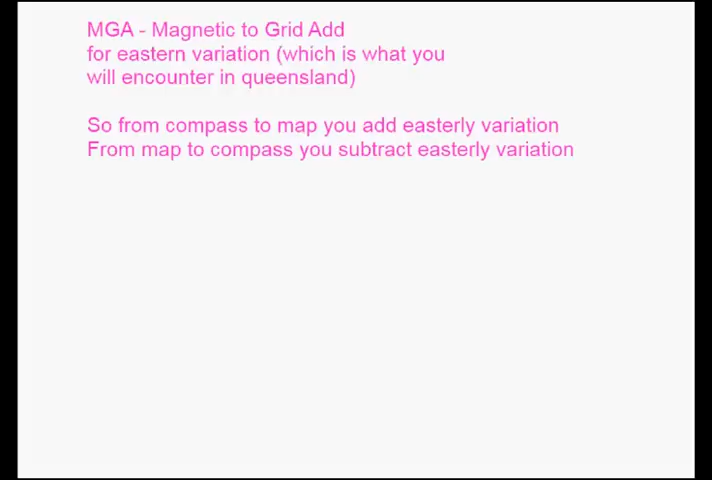 MGA - Magnetic to Grid Add
for eastern variation (which is what you
will encounter in queensland)
So from compass to map you add easterly variation
From map to compass you subtract easterly variation